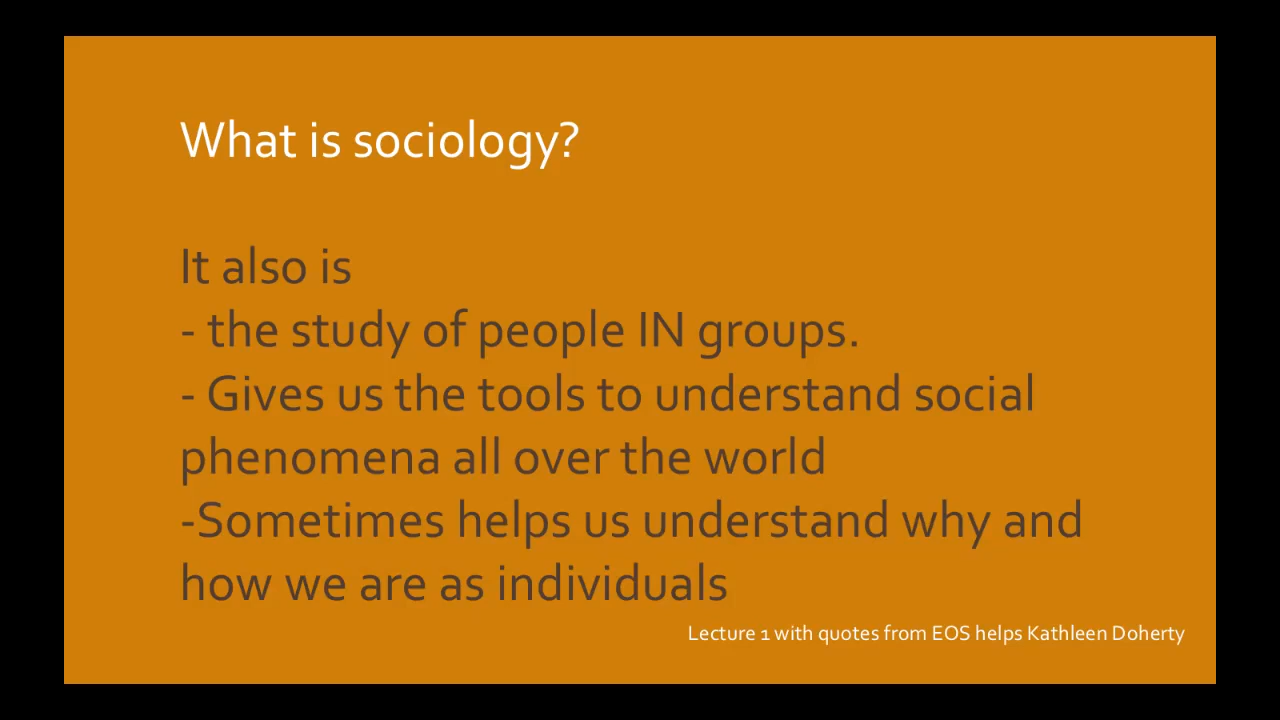 What is sociology?
It also is
- the study of people IN groups.
- Gives us the tools to understand social
phenomena all over the world
-Sometimes helps us understand why and
how we are as individuals
Lecture 1 with quotes from EOS helps Kathleen Doherty